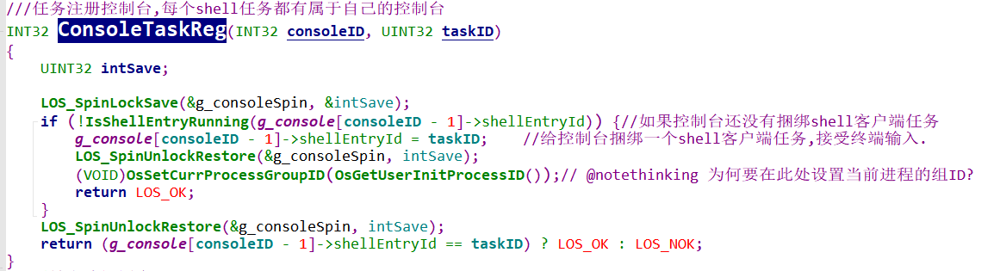 ///任务注册控制台,每个shell任务都有属于自己的控制台
INT32 ConsoleTaskReg(INT32 consoleID, UINT32 taskID)
{
    UINT32 intSave;

    LOS_SpinLockSave(&g_consoleSpin, &intSave);
    if (!IsShellEntryRunning(g_console[consoleID - 1]->shellEntryId)) {//如果控制台还没有捆绑shell客户端任务
        g_console[consoleID - 1]->shellEntryId = taskID;    //给控制台捆绑一个shell客户端任务,接受终端输入.
        LOS_SpinUnlockRestore(&g_consoleSpin, intSave);
        (VOID)OsSetCurrProcessGroupID(OsGetUserInitProcessID());// @notethinking 为何要在此处设置当前进程的组ID?
        return LOS_OK;
    }
    LOS_SpinUnlockRestore(&g_consoleSpin, intSave);
    return (g_console[consoleID - 1]->shellEntryId == taskID) ? LOS_OK : LOS_NOK;
}